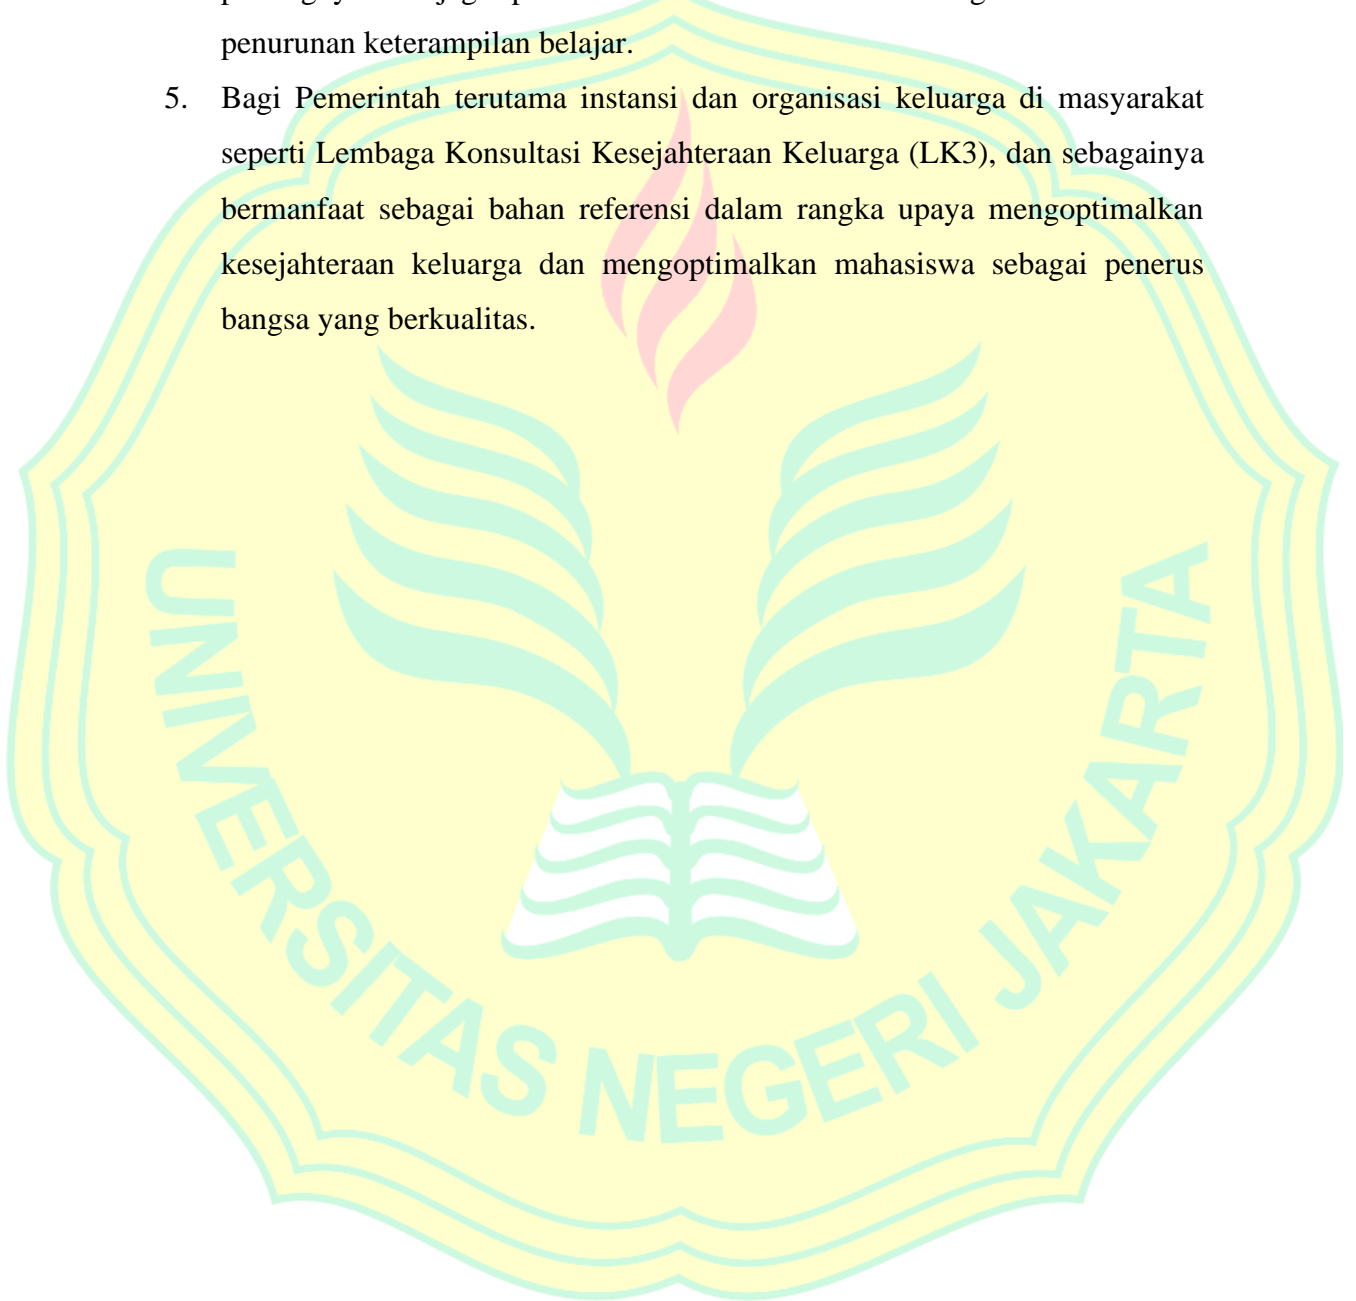 penurunan keterampilan belajar.
5. Bagi Pemerintah terutama instansi dan organisasi keluarga di masyarakat
seperti Lembaga Konsultasi Kesejahteraan Keluarga (LK3), dan sebagainya
bermanfaat sebagai bahan referensi dalam rangka upaya mengoptimalkan
kesejahteraan keluarga dan mengoptimalkan mahasiswa sebagai penerus
bangsa yang berkualitas.
UNIVERSITAS NEGERI JAKARTA